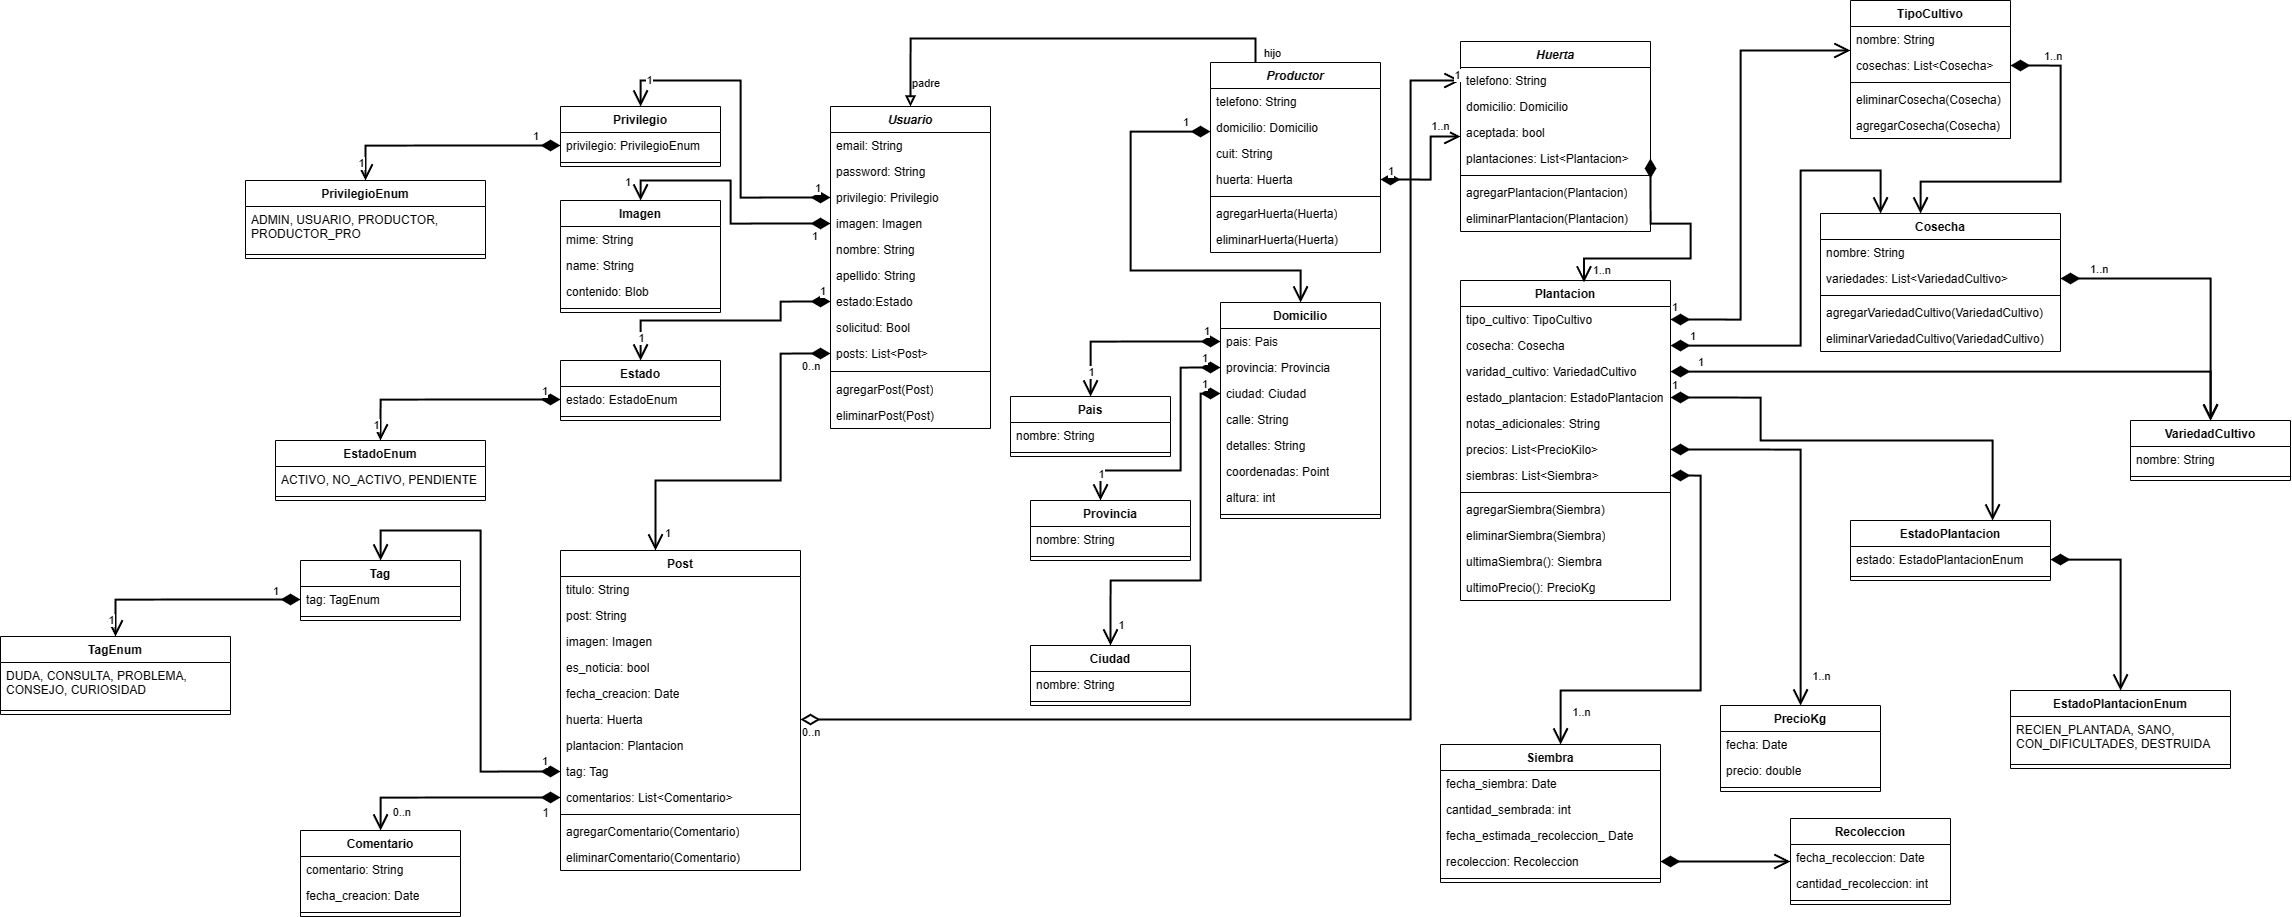 TipoCultivo
nombre: String
cosechas: List<Cosecha>
eliminarCosecha(Cosecha)
agregarCosecha(Cosecha)
1..n
hijo
padre
Huerta
telefono: String
domicilio: Domicilio
aceptada: bool
plantaciones: List<Plantacion>
agregarPlantacion(Plantacion)
eliminarPlantacion(Plantacion)
1
1..n
1..n
Productor
telefono: String
domicilio: Domicilio
cuit: String
huerta: Huerta
agregarHuerta(Huerta)
eliminarHuerta(Huerta)
1
1
Usuario
email: String
password: String
privilegio: Privilegio
imagen: Imagen
nombre: String
apellido: String
estado:Estado
solicitud: Bool
posts: List<Post>
agregarPost(Post)
eliminarPost(Post)
1
1
1
0..n
1
Privilegio
privilegio: PrivilegioEnum
1
1
PrivilegioEnum
ADMIN, USUARIO, PRODUCTOR,
PRODUCTOR_PRO
1
Imagen
mime: String
name: String
contenido: Blob
1
Estado
estado: EstadoEnum
1
1
EstadoEnum
ACTIVO, NO_ACTIVO, PENDIENTE
Cosecha
nombre: String
variedades: List<VariedadCultivo>
agregarVariedadCultivo(VariedadCultivo)
eliminarVariedadCultivo(VariedadCultivo)
1..n
Plantacion
tipo_cultivo: TipoCultivo
cosecha: Cosecha
varidad_cultivo: VariedadCultivo
estado_plantacion: EstadoPlantacion
notas_adicionales: String
precios: List<PrecioKilo>
siembras: List<Siembra>
agregarSiembra(Siembra)
eliminarSiembra(Siembra)
ultimaSiembra(): Siembra
ultimoPrecio(): PrecioKg
1
1
1
1
Domicilio
pais: Pais
provincia: Provincia
ciudad: Ciudad
calle: String
detalles: String
coordenadas: Point
altura: int
1
1
1
1
Pais
nombre: String
1
Provincia
nombre: String
1
Ciudad
nombre: String
VariedadCultivo
nombre: String
EstadoPlantacion
estado: EstadoPlantacionEnum
EstadoPlantacionEnum
RECIEN_PLANTADA, SANO,
CON_DIFICULTADES, DESTRUIDA
1
Post
titulo: String
post: String
imagen: Imagen
es_noticia: bool
fecha_creacion: Date
huerta: Huerta
plantacion: Plantacion
tag: Tag
comentarios: List<Comentario>
agregarComentario(Comentario)
eliminarComentario(Comentario)
0..n
1
1
Tag
tag: TagEnum
1
1
TagEnum
DUDA, CONSULTA, PROBLEMA,
CONSEJO, CURIOSIDAD
0..n
Comentario
comentario: String
fecha_creacion: Date
1..n
PrecioKg
fecha: Date
precio: double
1..n
Siembra
fecha_siembra: Date
cantidad_sembrada: int
fecha_estimada_recoleccion_ Date
recoleccion: Recoleccion
Recoleccion
fecha_recoleccion: Date
cantidad_recoleccion: int